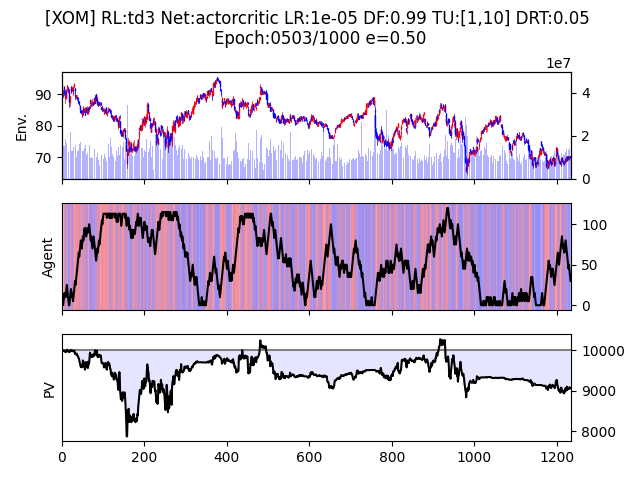 [XOM] RL:td3 Net:actorcritic LR:1e-05 DF:0.99 TU:[1,10] DRT:0.05
Epoch:0503/1000 e=0.50
1e7
90
80
70
Env.
4
2
0
Agent
100
50
0
PV
10000
9000
8000
0 200 400 600 800 1000 1200